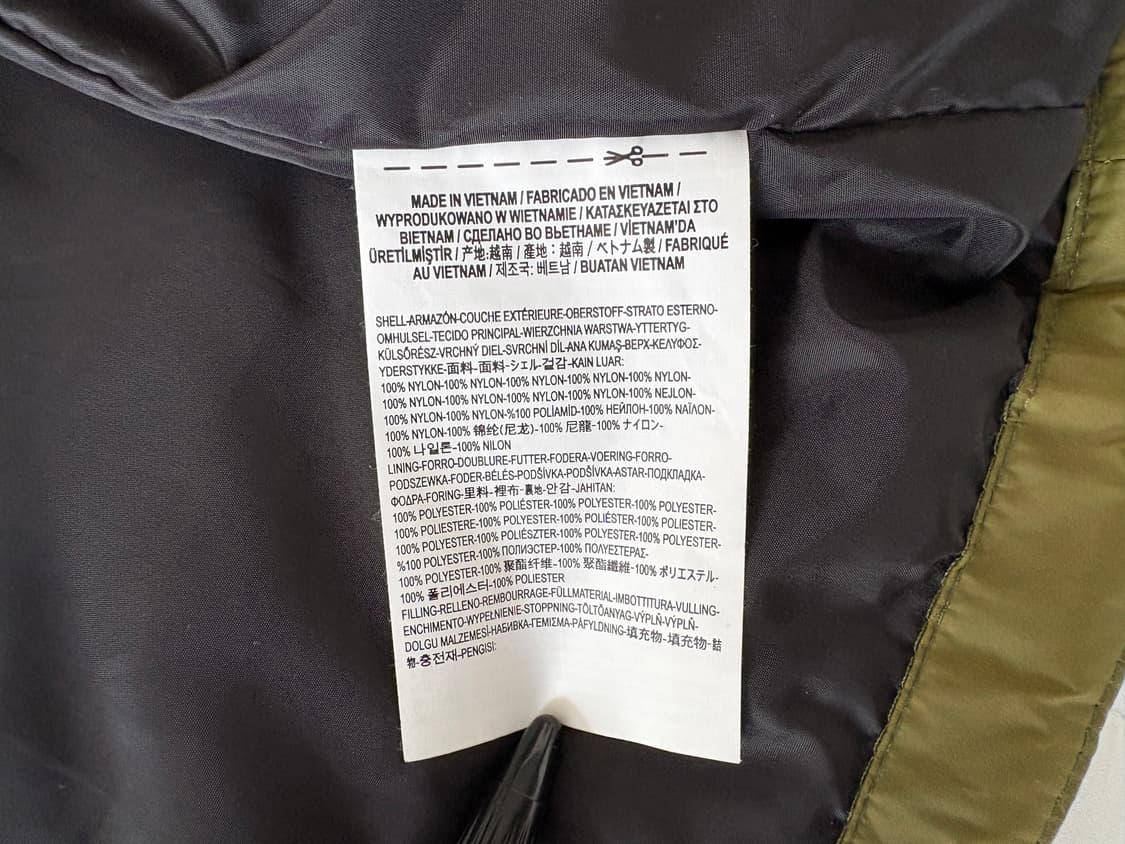 MADE IN VIETNAM / FABRICADO EN VIETNAM /
WYPRODUKOWANO W WIETNAMIE / ΚΑΤΑΣΚΕΥΑΖΕΤΑΙ ΣΤΟ
ΒΙΕΤΝΑΜ / СДЕЛАНО ВО ВЬЕТНАМЕ / VİETNAM'DA
ÜRETİLMİŞTİR / 产地:越南 / 產地：越南 / ベトナム製 / FABRIQUÉ
AU VIETNAM / 제조국: 베트남 / BUATAN VIETNAM
SHELL-ARMAZÓN-COUCHE EXTÉRIEURE-OBERSTOFF-STRATO ESTERNO-
OMHULSEL-TECIDO PRINCIPAL-WIERZCHNIA WARSTWA-YTTERTYG-
KÜLSŐRÉSZ-VRCHNÝ DIEL-SVRCHNÍ DÍL-ANA KUMAŞ-ВЕРХ-ΚΕΛΥΦΟΣ-
YDERSTYKKE-面料-面料-シェル-겉감-KAIN LUAR:
100% NYLON-100% NYLON-100% NYLON-100% NYLON-100% NYLON-
100% NYLON-100% NYLON-100% NYLON-100% NYLON-100% NEJLON-
100% NYLON-100% NYLON-%100 POLİAMİD-100% НЕЙЛОН-100% ΝΑΪΛΟΝ-
100% NYLON-100% 锦纶(尼龙)-100% 尼龍-100% ナイロン-
100% 나일론-100% NILON
LINING-FORRO-DOUBLURE-FUTTER-FODERA-VOERING-FORRO-
PODSZEWKA-FODER-BÉLÉS-PODŠÍVKA-PODŠÍVKA-ASTAR-ПОДКЛАДКА-
ΦΟΔΡΑ-FORING-里料-裡布-裏地-안감-JAHITAN:
100% POLYESTER-100% POLIÉSTER-100% POLYESTER-100% POLYESTER-
100% POLIESTERE-100% POLYESTER-100% POLIÉSTER-100% POLIESTER-
100% POLYESTER-100% POLIÉSZTER-100% POLYESTER-100% POLYESTER-
%100 POLYESTER-100% ПОЛИЭСТЕР-100% ΠΟΛΥΕΣΤΕΡΑΣ-
100% POLYESTER-100% 聚酯纤维-100% 聚酯纖維-100% ポリエステル-
100% 폴리에스터-100% POLIESTER
FILLING-RELLENO-REMBOURRAGE-FÜLLMATERIAL-IMBOTTITURA-VULLING-
ENCHIMENTO-WYPEŁNIENIE-STOPPNING-TÖLTŐANYAG-VÝPLŇ-VÝPLŇ-
DOLGU MALZEMESİ-НАБИВКА-ΓΕΜΙΣΜΑ-PÅFYLDNING-填充物-填充物-詰
物-충전재-PENGISI: